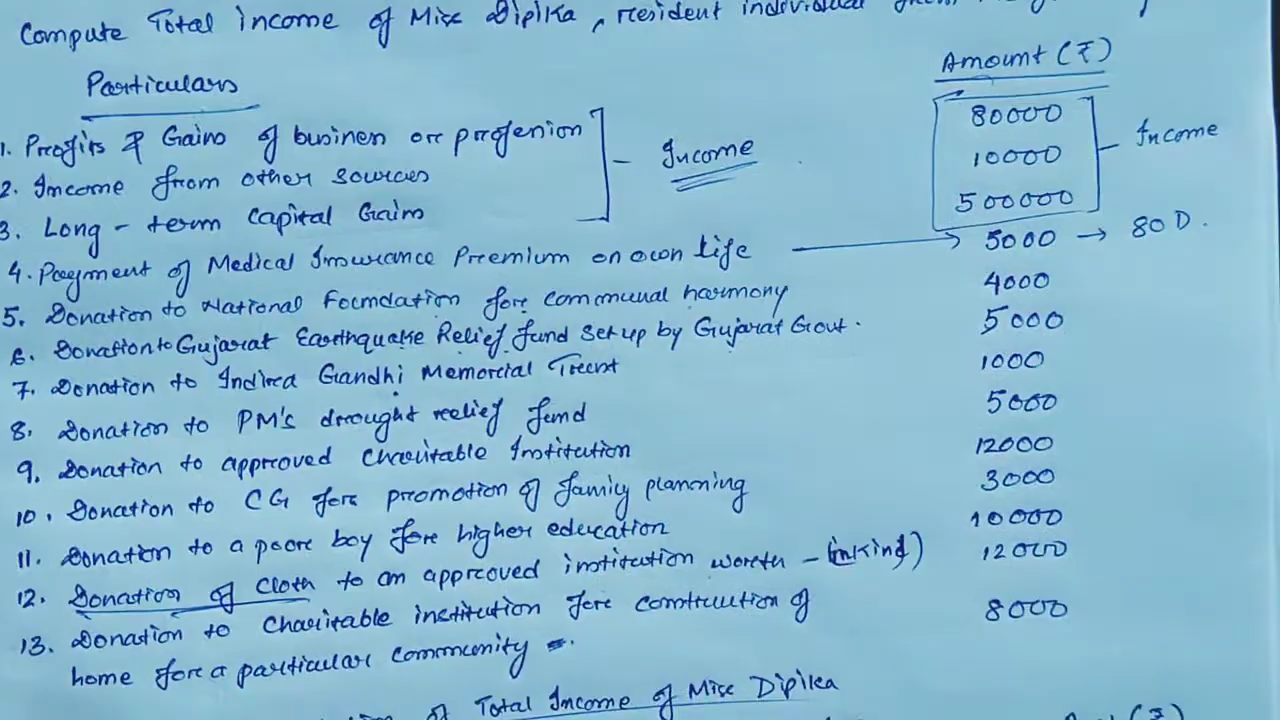 Compute Total income of Miss Dipika, resident individual from
Particulars Amount (₹)
1. Profits & Gains of business or profession - Income 80000 - Income
2. Income from other sources 10000
3. Long-term Capital Gains 500000
4. Payment of Medical Insurance Premium on own life → 5000 → 80 D.
5. Donation to National Foundation for communal harmony 4000
6. Donation to Gujarat Earthquake Relief fund set up by Gujarat Govt. 5000
7. Donation to Indira Gandhi Memorial Trust 1000
8. Donation to PM's drought relief fund 5000
9. Donation to approved charitable Institution 12000
10. Donation to CG for promotion of family planning 3000
11. Donation to a poor boy for higher education 10000
12. Donation of cloth to an approved institution worth - (inkind) 12000
13. Donation to charitable institution for construction of 8000
home for a particular community.
of Total Income of Miss Dipika
(₹)